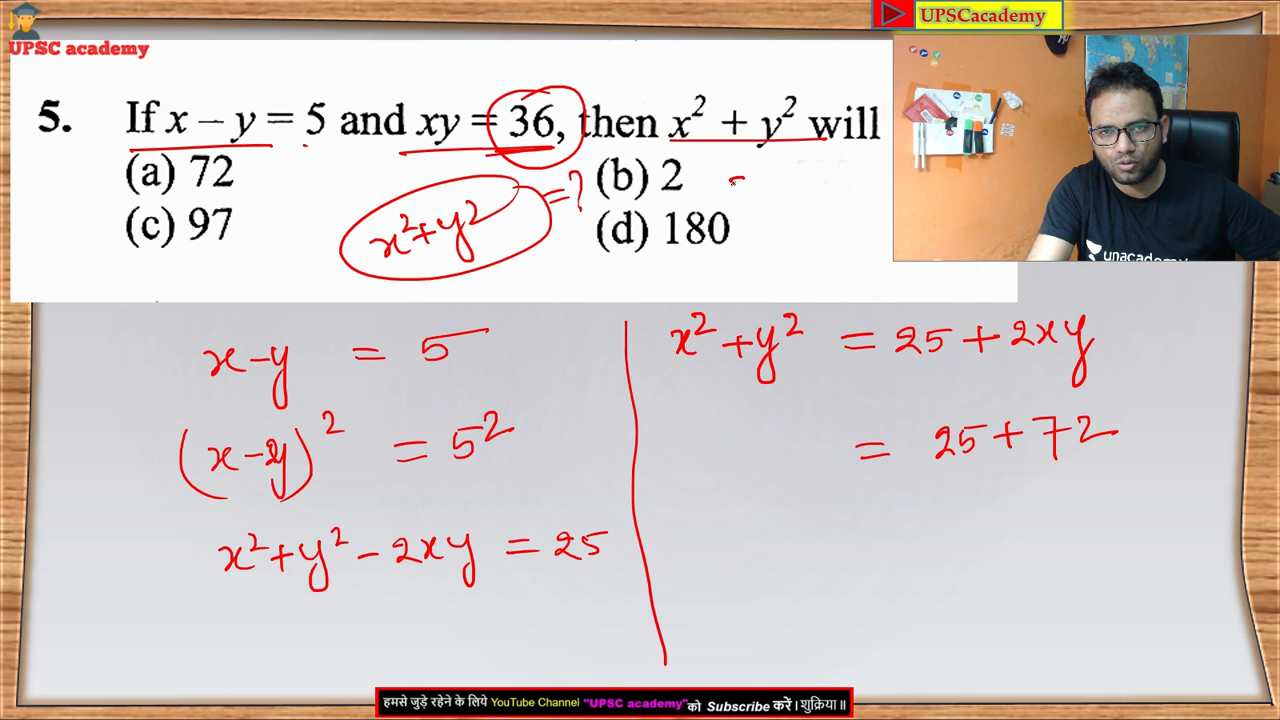 UPSC academy
UPSCacademy
5. If x – y = 5 and xy = 36, then x² + y² will
(a) 72 (b) 2
(c) 97 (d) 180
x²+y² =?
unacademy
x-y = 5
(x-y)² = 5²
x²+y²-2xy = 25
x²+y² = 25+2xy
= 25+72
हमसे जुड़े रहेने के लिये YouTube Channel "UPSC academy" को Subscribe करें।शुक्रिया॥